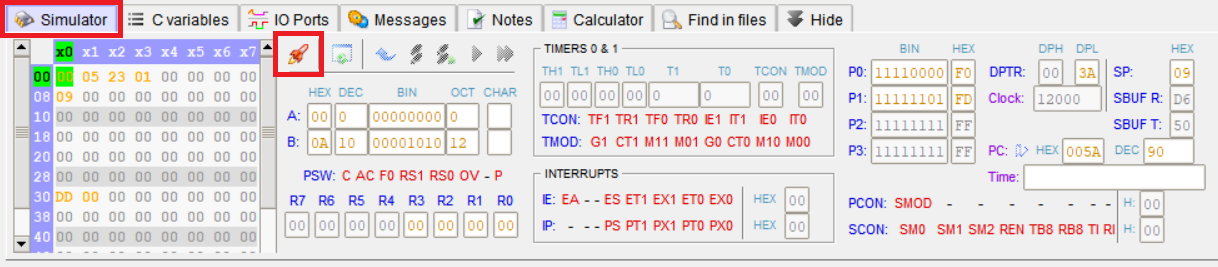 Simulator C variables IO Ports Messages Notes Calculator Find in files Hide
x0 x1 x2 x3 x4 x5 x6 x7
00 00 05 23 01 00 00 00 00
08 09 00 00 00 00 00 00 00
10 00 00 00 00 00 00 00 00
18 00 00 00 00 00 00 00 00
20 00 00 00 00 00 00 00 00
28 00 00 00 00 00 00 00 00
30 DD 00 00 00 00 00 00 00
38 00 00 00 00 00 00 00 00
40 00 00 00 00 00 00 00 00
HEX DEC BIN OCT CHAR
A: 00 0 00000000 0
B: 0A 10 00001010 12
PSW: C AC F0 RS1 RS0 OV - P
R7 R6 R5 R4 R3 R2 R1 R0
00 00 00 00 00 00 00 00
TIMERS 0 & 1
TH1 TL1 TH0 TL0 T1 T0 TCON TMOD
00 00 00 00 0 0 00 00
TCON: TF1 TR1 TF0 TR0 IE1 IT1 IE0 IT0
TMOD: G1 CT1 M11 M01 G0 CT0 M10 M00
INTERRUPTS
IE: EA - - ES ET1 EX1 ET0 EX0 HEX 00
IP: - - - PS PT1 PX1 PT0 PX0 HEX 00
BIN HEX
P0: 11110000 F0
P1: 11111101 FD
P2: 11111111 FF
P3: 11111111 FF
DPH DPL HEX
DPTR: 00 3A SP: 09
Clock: 12000 SBUF R: D6
SBUF T: 50
PC: HEX 005A DEC 90
Time:
PCON: SMOD - - - - - - - H: 00
SCON: SM0 SM1 SM2 REN TB8 RB8 TI RI H: 00